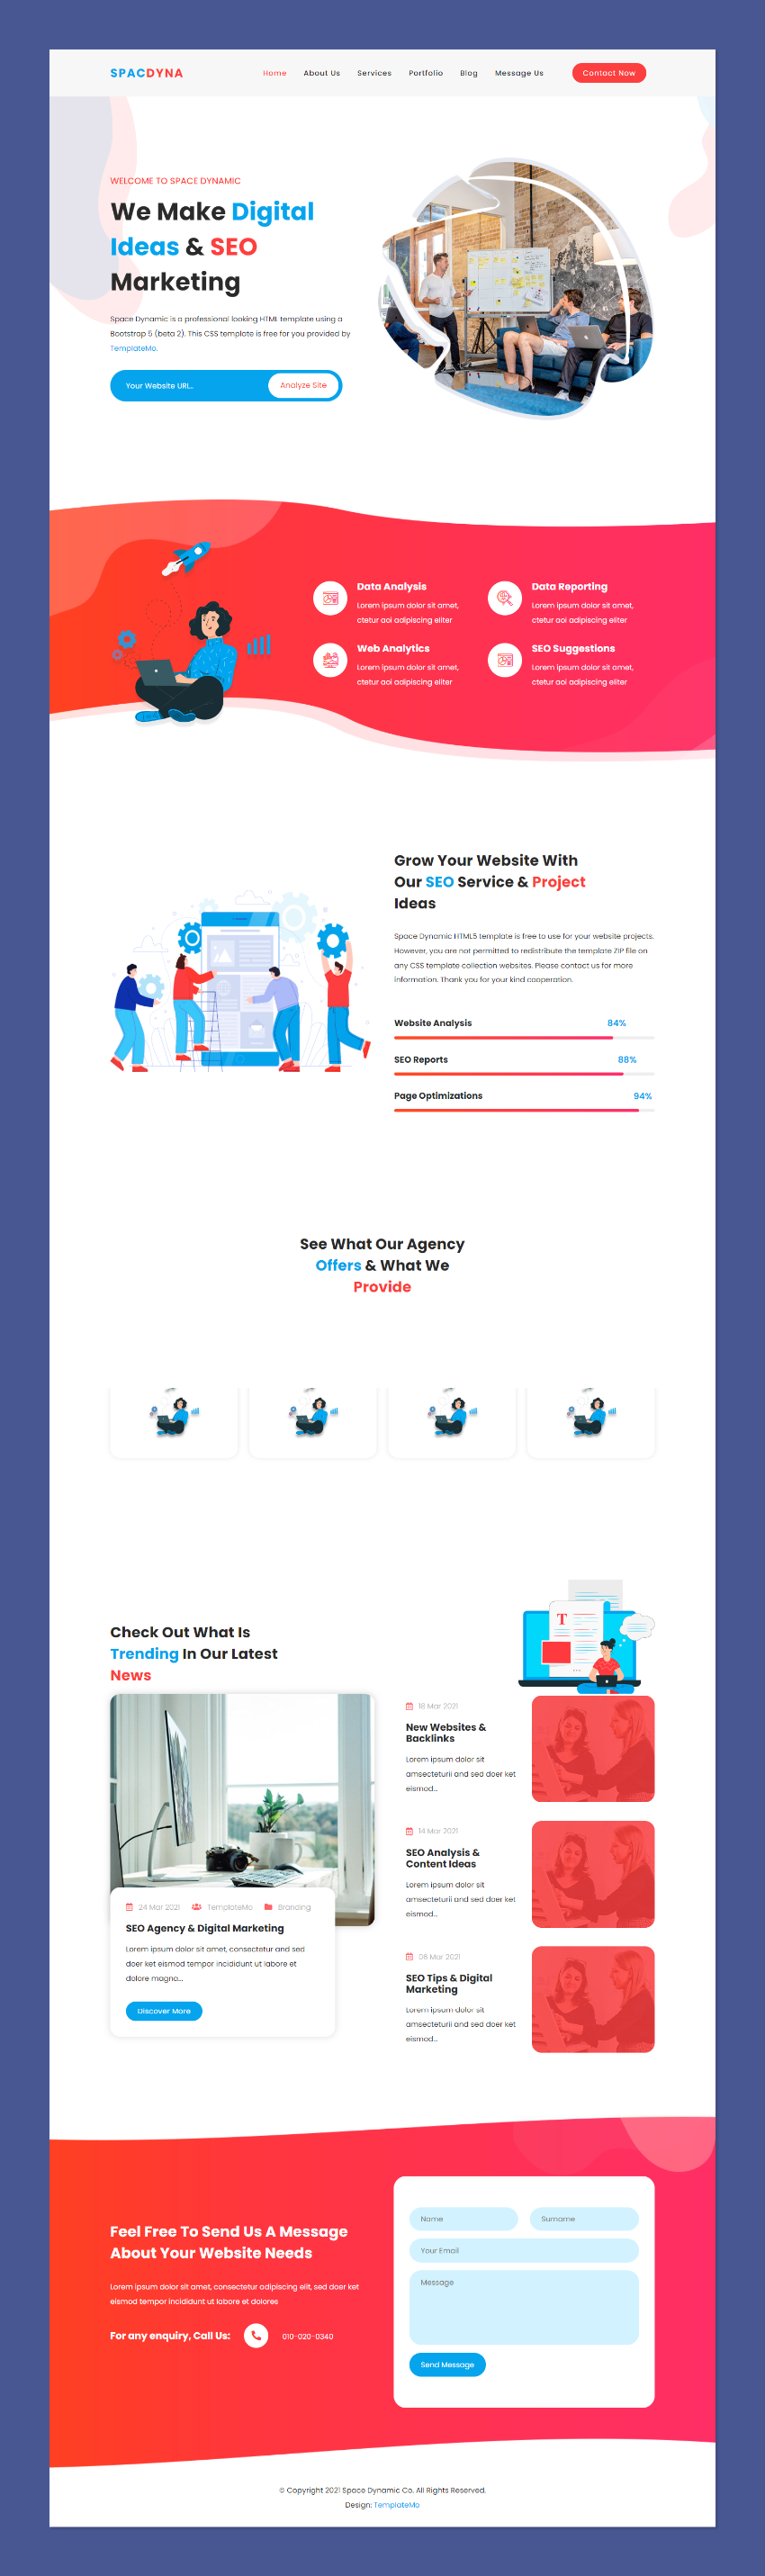 SPACDYNA
Home About Us Services Portfolio Blog Message Us Contact Now
WELCOME TO SPACE DYNAMIC
We Make Digital
Ideas & SEO
Marketing
Space Dynamic is a professional looking HTML template using a
Bootstrap 5 (beta 2). This CSS template is free for you provided by
TemplateMo.
Your Website URL... Analyze Site
Data Analysis
Lorem ipsum dolor sit amet,
ctetur aoi adipiscing eliter
Data Reporting
Lorem ipsum dolor sit amet,
ctetur aoi adipiscing eliter
Web Analytics
Lorem ipsum dolor sit amet,
ctetur aoi adipiscing eliter
SEO Suggestions
Lorem ipsum dolor sit amet,
ctetur aoi adipiscing eliter
Grow Your Website With
Our SEO Service & Project
Ideas
Space Dynamic HTML5 template is free to use for your website projects.
However, you are not permitted to redistribute the template ZIP file on
any CSS template collection websites. Please contact us for more
information. Thank you for your kind cooperation.
Website Analysis 84%
SEO Reports 88%
Page Optimizations 94%
See What Our Agency
Offers & What We
Provide
Check Out What Is
Trending In Our Latest
News
T
24 Mar 2021 TemplateMo Branding
SEO Agency & Digital Marketing
Lorem ipsum dolor sit amet, consectetur and sed
doer ket eismod tempor incididunt ut labore et
dolore magna...
Discover More
18 Mar 2021
New Websites &
Backlinks
Lorem ipsum dolor sit
amsecteturii and sed doer ket
eismod...
14 Mar 2021
SEO Analysis &
Content Ideas
Lorem ipsum dolor sit
amsecteturii and sed doer ket
eismod...
06 Mar 2021
SEO Tips & Digital
Marketing
Lorem ipsum dolor sit
amsecteturii and sed doer ket
eismod...
Feel Free To Send Us A Message
About Your Website Needs
Lorem ipsum dolor sit amet, consectetur adipiscing elit, sed doer ket
eismod tempor incididunt ut labore et dolores
For any enquiry, Call Us: 010-020-0340
Name Surname
Your Email
Message
Send Message
© Copyright 2021 Space Dynamic Co. All Rights Reserved.
Design: TemplateMo